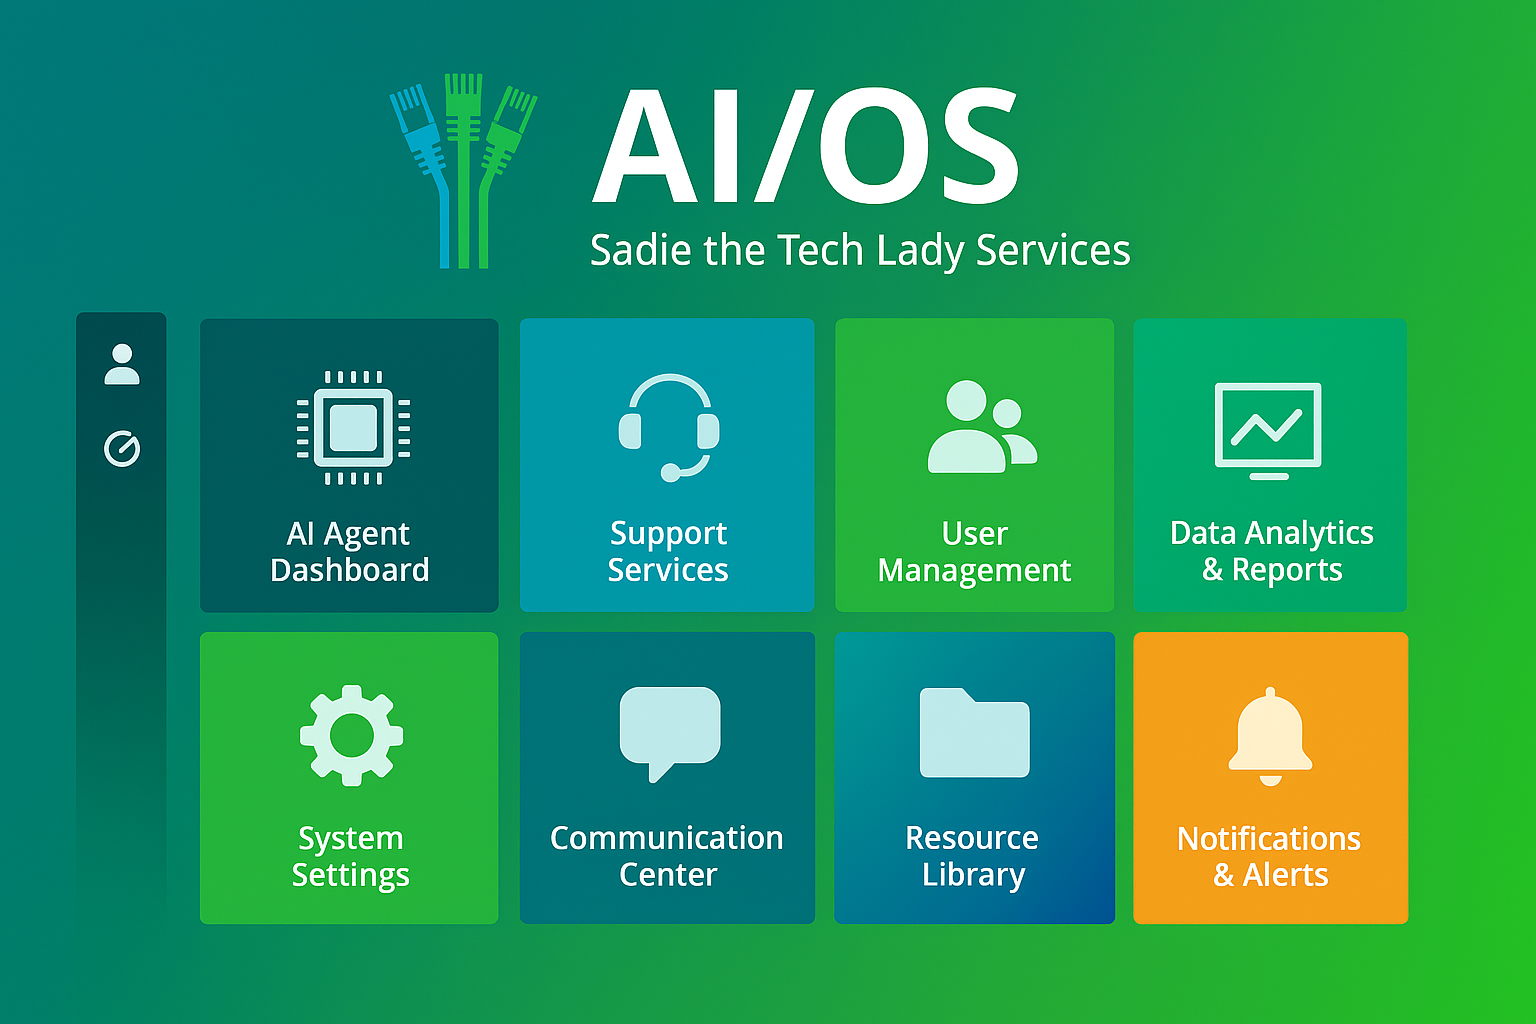 AI/OS
Sadie the Tech Lady Services
AI Agent
Dashboard
Support
Services
User
Management
Data Analytics
& Reports
System
Settings
Communication
Center
Resource
Library
Notifications
& Alerts